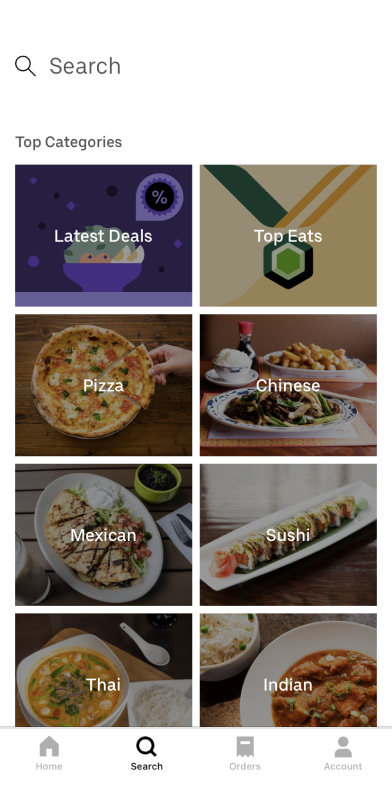 Search
Top Categories
Latest Deals
%
Top Eats
Pizza
Chinese
Mexican
Sushi
Thai
Indian
Home
Search
Orders
Account